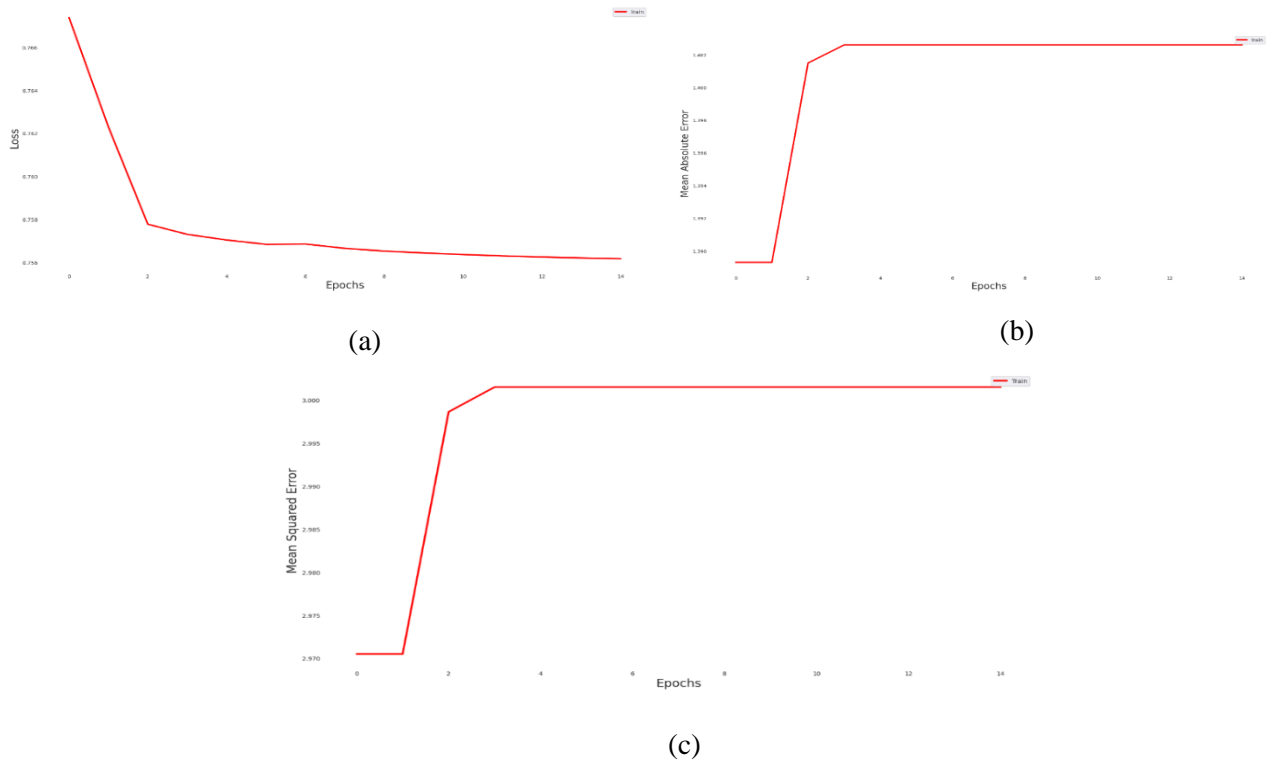 Train
0.766
0.764
0.762
0.760
0.758
0.756
Loss
0 2 4 6 8 10 12 14
Epochs
(a)
Train
1.402
1.400
1.398
1.396
1.394
1.392
1.390
Mean Absolute Error
0 2 4 6 8 10 12 14
Epochs
(b)
Train
3.000
2.995
2.990
2.985
2.980
2.975
2.970
Mean Squared Error
0 2 4 6 8 10 12 14
Epochs
(c)